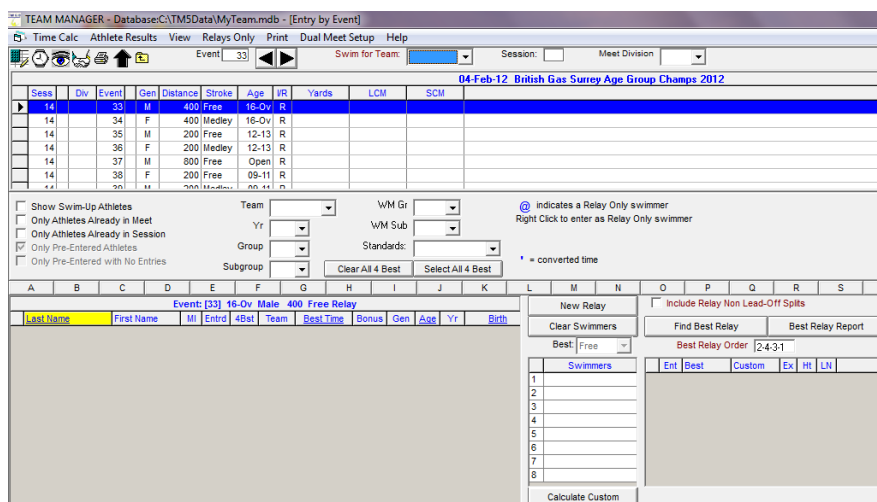 TEAM MANAGER - Database:C:\TM5Data\MyTeam.mdb - [Entry by Event]
Time Calc Athlete Results View Relays Only Print Dual Meet Setup Help
Event 33 Swim for Team: Session: Meet Division
04-Feb-12 British Gas Surrey Age Group Champs 2012
Sess Div Event Gen Distance Stroke Age I/R Yards LCM SCM
14 33 M 400 Free 16-Ov R
14 34 F 400 Medley 16-Ov R
14 35 M 200 Free 12-13 R
14 36 F 200 Medley 12-13 R
14 37 M 800 Free Open R
14 38 F 200 Free 09-11 R
14 39 M 200 Medley 09-11 R
Show Swim-Up Athletes Team WM Gr @ indicates a Relay Only swimmer
Only Athletes Already in Meet Right Click to enter as Relay Only swimmer
Only Athletes Already in Session Yr WM Sub
Only Pre-Entered Athletes Group Standards:
Only Pre-Entered with No Entries ' = converted time
Subgroup Clear All 4 Best Select All 4 Best
A B C D E F G H I J K L M N O P Q R S
Event: [33] 16-Ov Male 400 Free Relay New Relay Include Relay Non Lead-Off Splits
Last Name First Name MI Entrd 4Bst Team Best Time Bonus Gen Age Yr Birth
Clear Swimmers Find Best Relay Best Relay Report
Best: Free Best Relay Order 2-4-3-1
Swimmers Ent Best Custom Ex Ht LN
1
2
3
4
5
6
7
8
Calculate Custom